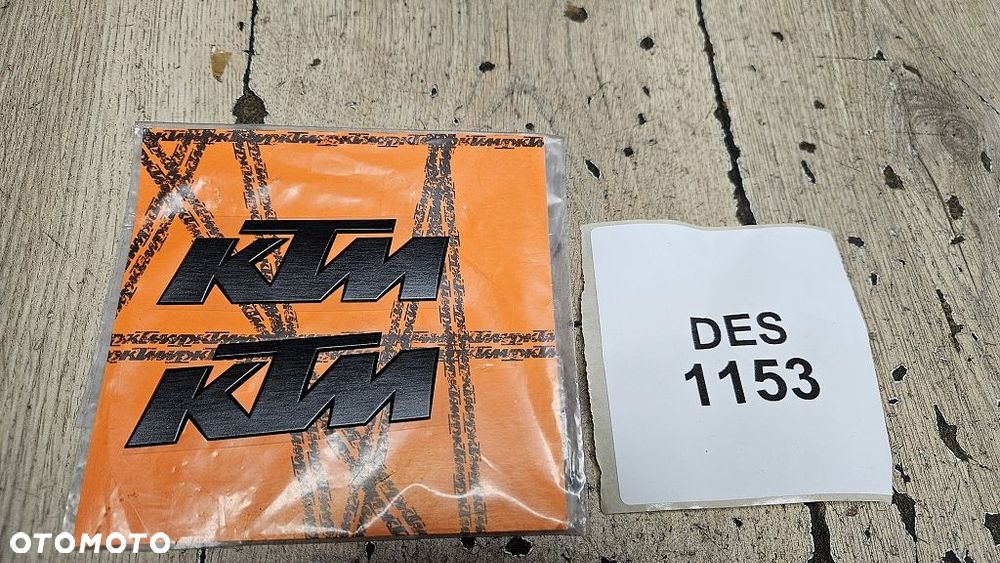 KTM
KTM
DES
1153
OTOMOTO